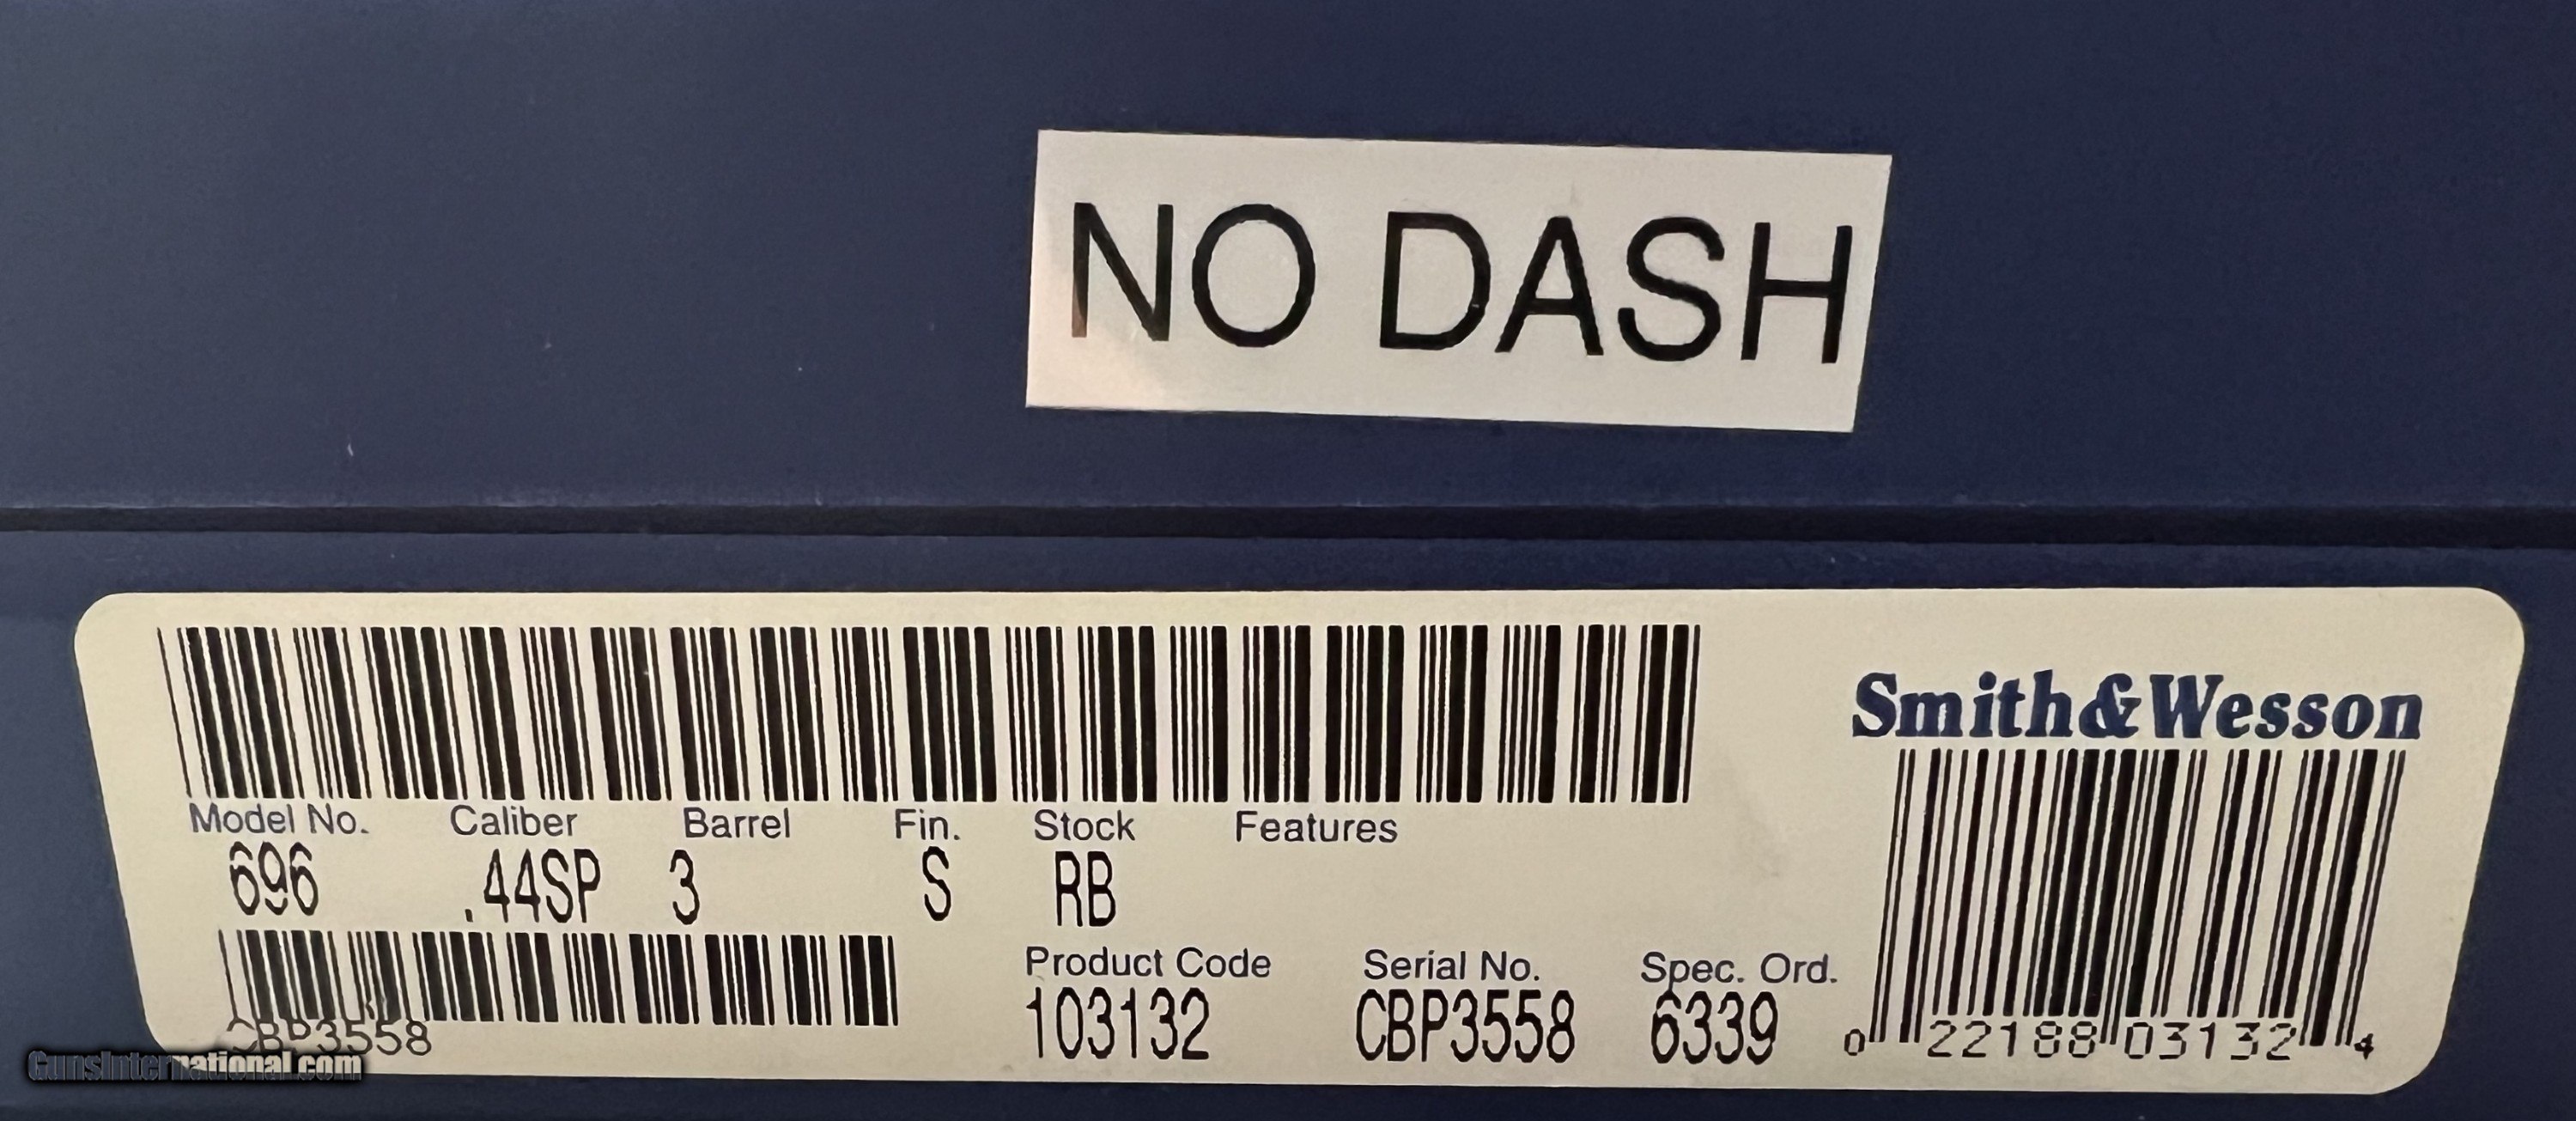 NO DASH
Smith&Wesson
Model No. Caliber Barrel Fin. Stock Features
696 .44SP 3 S RB
Product Code Serial No. Spec. Ord.
103132 CBP3558 6339
CBP3558
0 22188 03132 4
GunsInternational.com